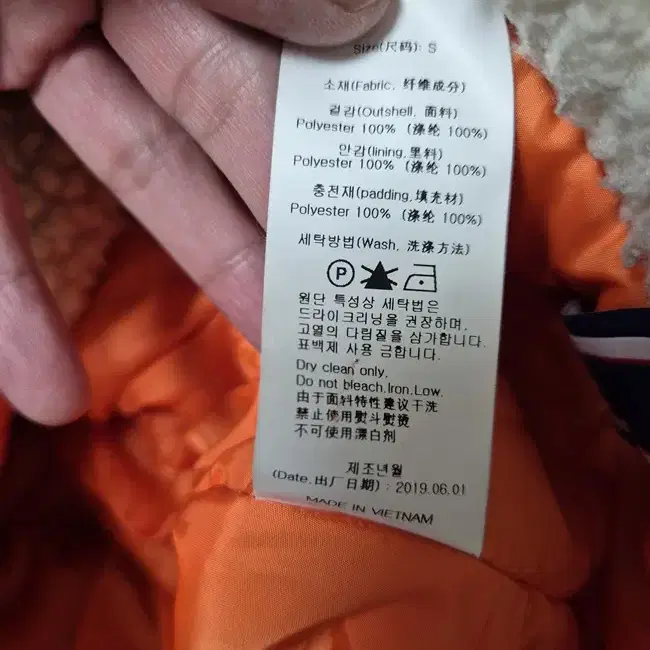 Size(尺码): S
소재(Fabric, 纤维成分)
겉감(Outshell, 面料)
Polyester 100% (涤纶 100%)
안감(lining,里料)
Polyester 100% (涤纶 100%)
충전재(padding,填充材)
Polyester 100% (涤纶 100%)
세탁방법(Wash, 洗涤方法)
P
원단 특성상 세탁법은
드라이크리닝을 권장하며,
고열의 다림질을 삼가합니다.
표백제 사용 금합니다.
Dry clean only.
Do not bleach.Iron.Low.
由于面料特性建议干洗
禁止使用熨斗熨烫
不可使用漂白剂
제조년월
(Date,出厂日期) : 2019.06.01
MADE IN VIETNAM